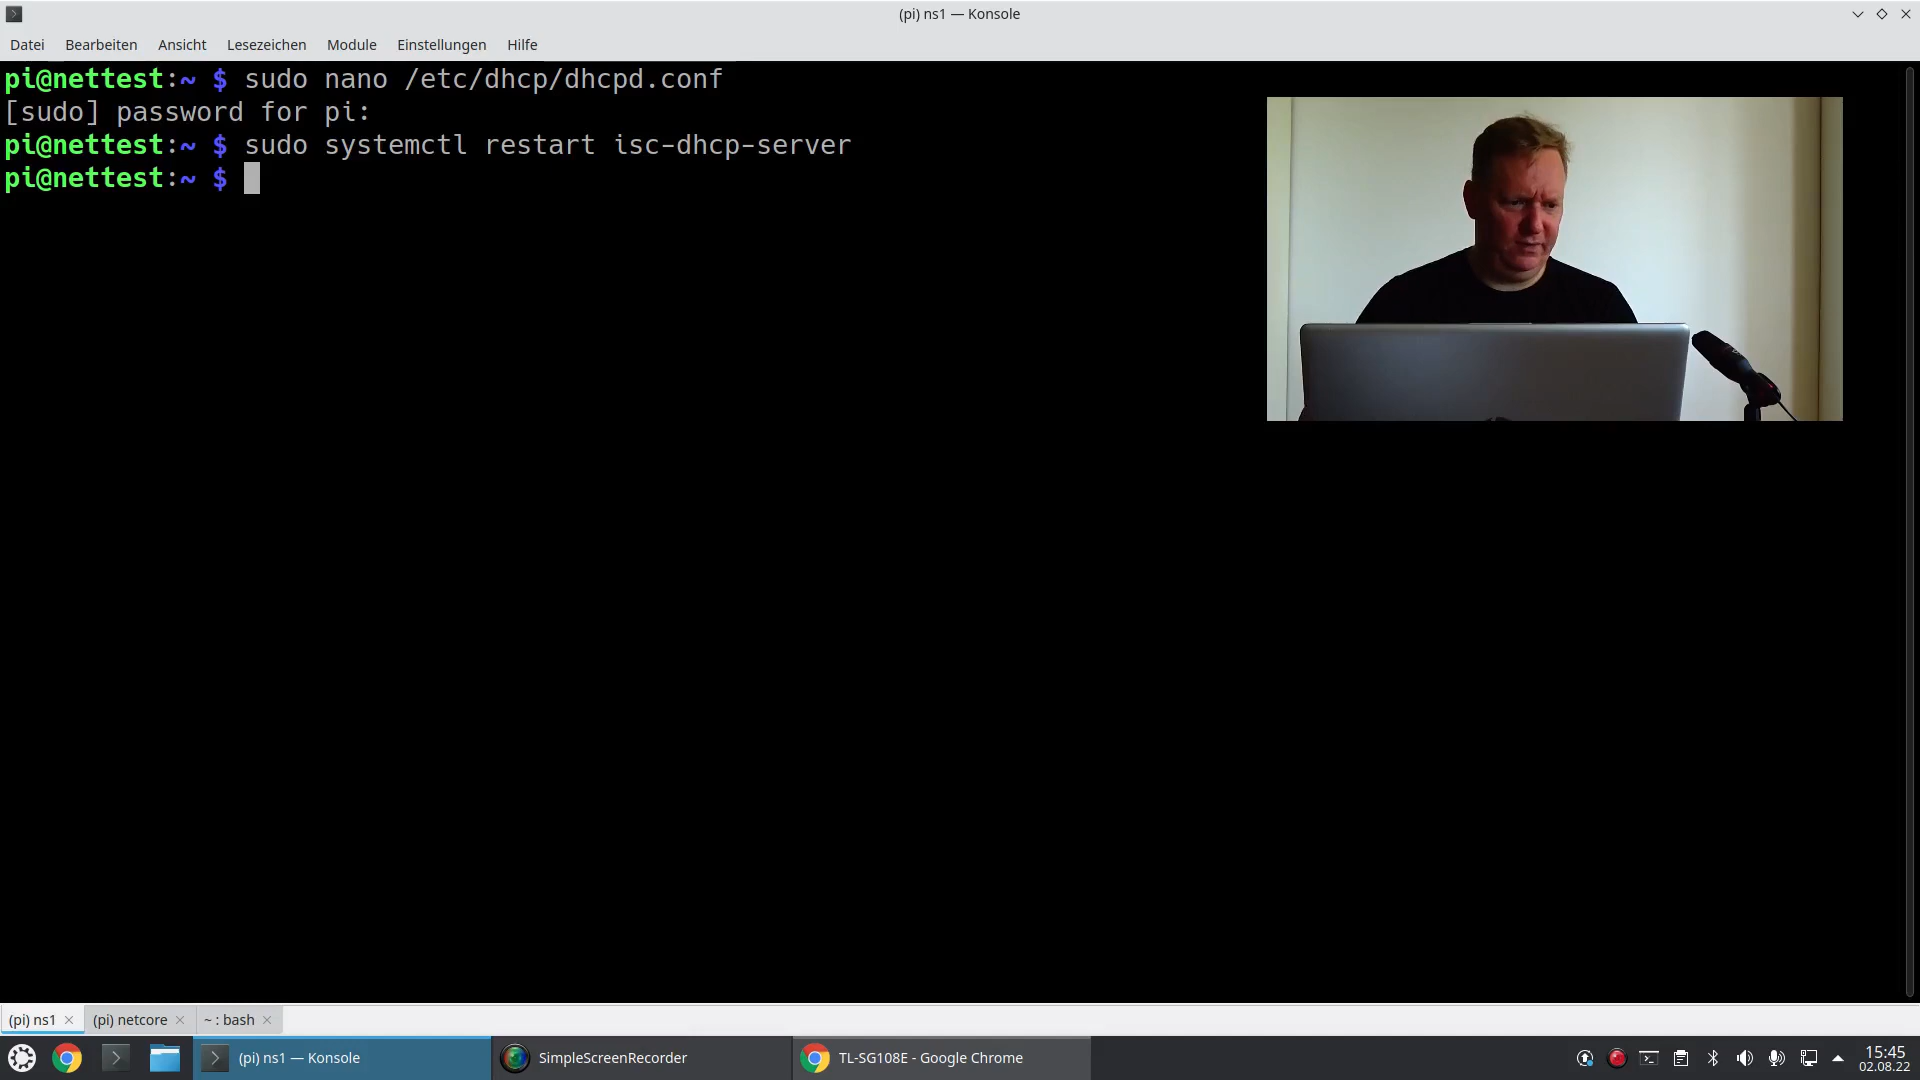 (pi) ns1 — Konsole
Datei Bearbeiten Ansicht Lesezeichen Module Einstellungen Hilfe
pi@nettest:~ $ sudo nano /etc/dhcp/dhcpd.conf
[sudo] password for pi:
pi@nettest:~ $ sudo systemctl restart isc-dhcp-server
pi@nettest:~ $
(pi) ns1 (pi) netcore ~ : bash
(pi) ns1 — Konsole SimpleScreenRecorder TL-SG108E - Google Chrome 15:45
02.08.22